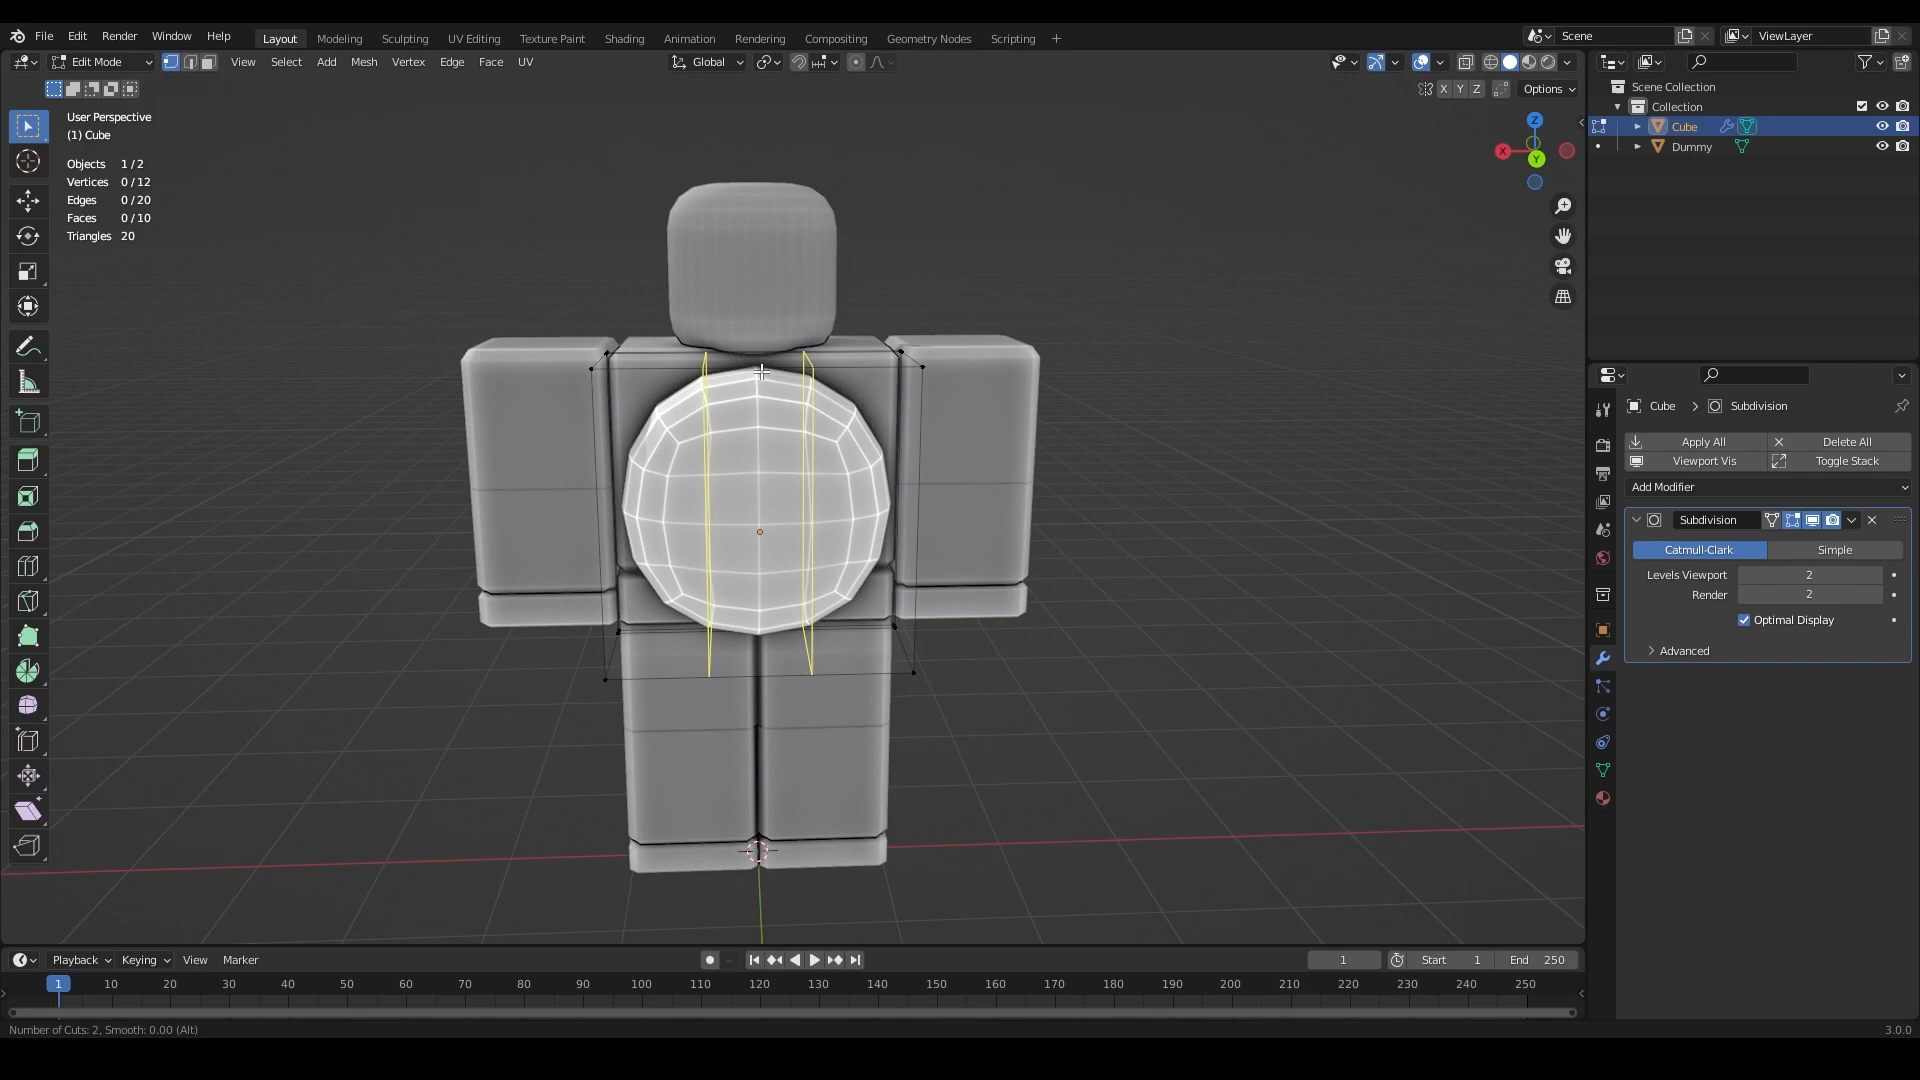 File Edit Render Window Help Layout Modeling Sculpting UV Editing Texture Paint Shading Animation Rendering Compositing Geometry Nodes Scripting + Scene ViewLayer
Edit Mode View Select Add Mesh Vertex Edge Face UV Global
X Y Z Options
User Perspective
(1) Cube
Objects 1 / 2
Vertices 0 / 12
Edges 0 / 20
Faces 0 / 10
Triangles 20
Z
X
Y
Scene Collection
Collection
Cube
Dummy
Cube > Subdivision
Apply All Delete All
Viewport Vis Toggle Stack
Add Modifier
Subdivision
Catmull-Clark Simple
Levels Viewport 2
Render 2
Optimal Display
Advanced
Playback Keying View Marker 1 Start 1 End 250
1 10 20 30 40 50 60 70 80 90 100 110 120 130 140 150 160 170 180 190 200 210 220 230 240 250
Number of Cuts: 2, Smooth: 0.00 (Alt) 3.0.0